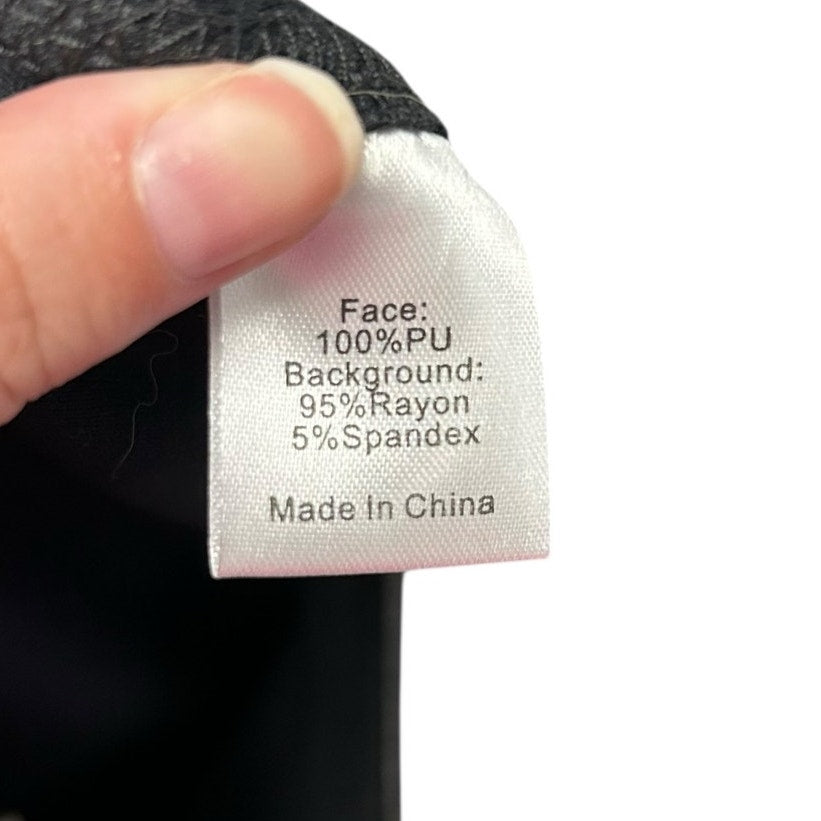 Face:
100%PU
Background:
95%Rayon
5%Spandex
Made In China